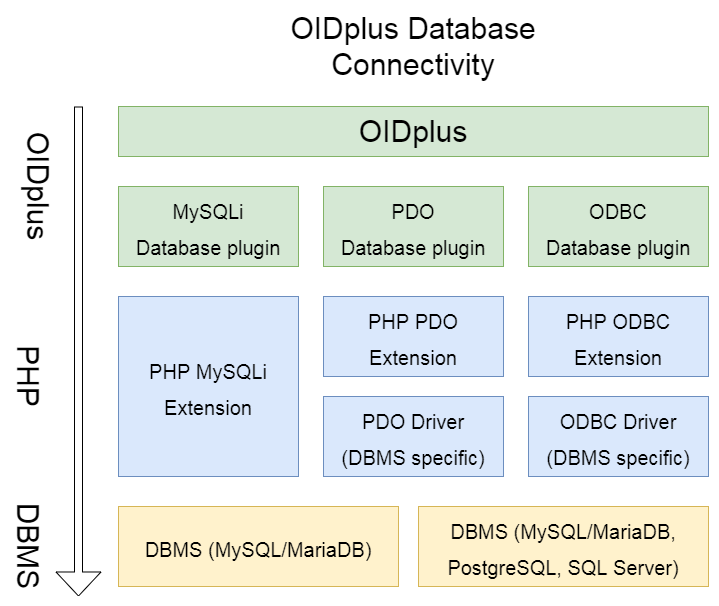 OIDplus Database
Connectivity
OIDplus
OIDplus
MySQLi
Database plugin
PDO
Database plugin
ODBC
Database plugin
PHP
PHP MySQLi
Extension
PHP PDO
Extension
PHP ODBC
Extension
PDO Driver
(DBMS specific)
ODBC Driver
(DBMS specific)
DBMS
DBMS (MySQL/MariaDB)
DBMS (MySQL/MariaDB,
PostgreSQL, SQL Server)